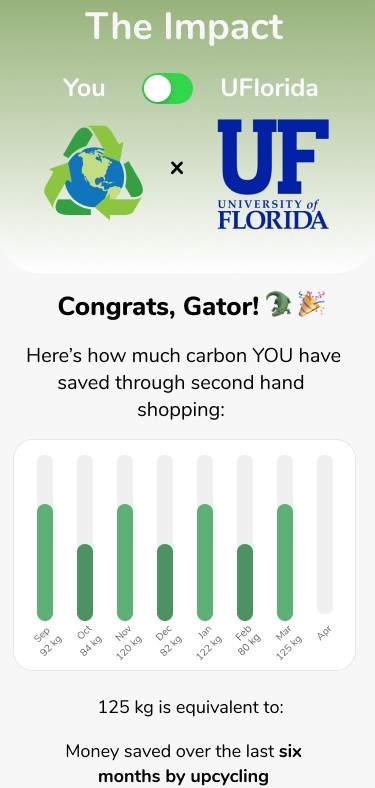 The Impact
You UFlorida
x
UF
UNIVERSITY of
FLORIDA
Congrats, Gator! 🐊 🎉
Here’s how much carbon YOU have
saved through second hand
shopping:
Sep
92 kg
Oct
84 kg
Nov
120 kg
Dec
82 kg
Jan
122 kg
Feb
80 kg
Mar
125 kg
Apr
125 kg is equivalent to:
Money saved over the last six
months by upcycling